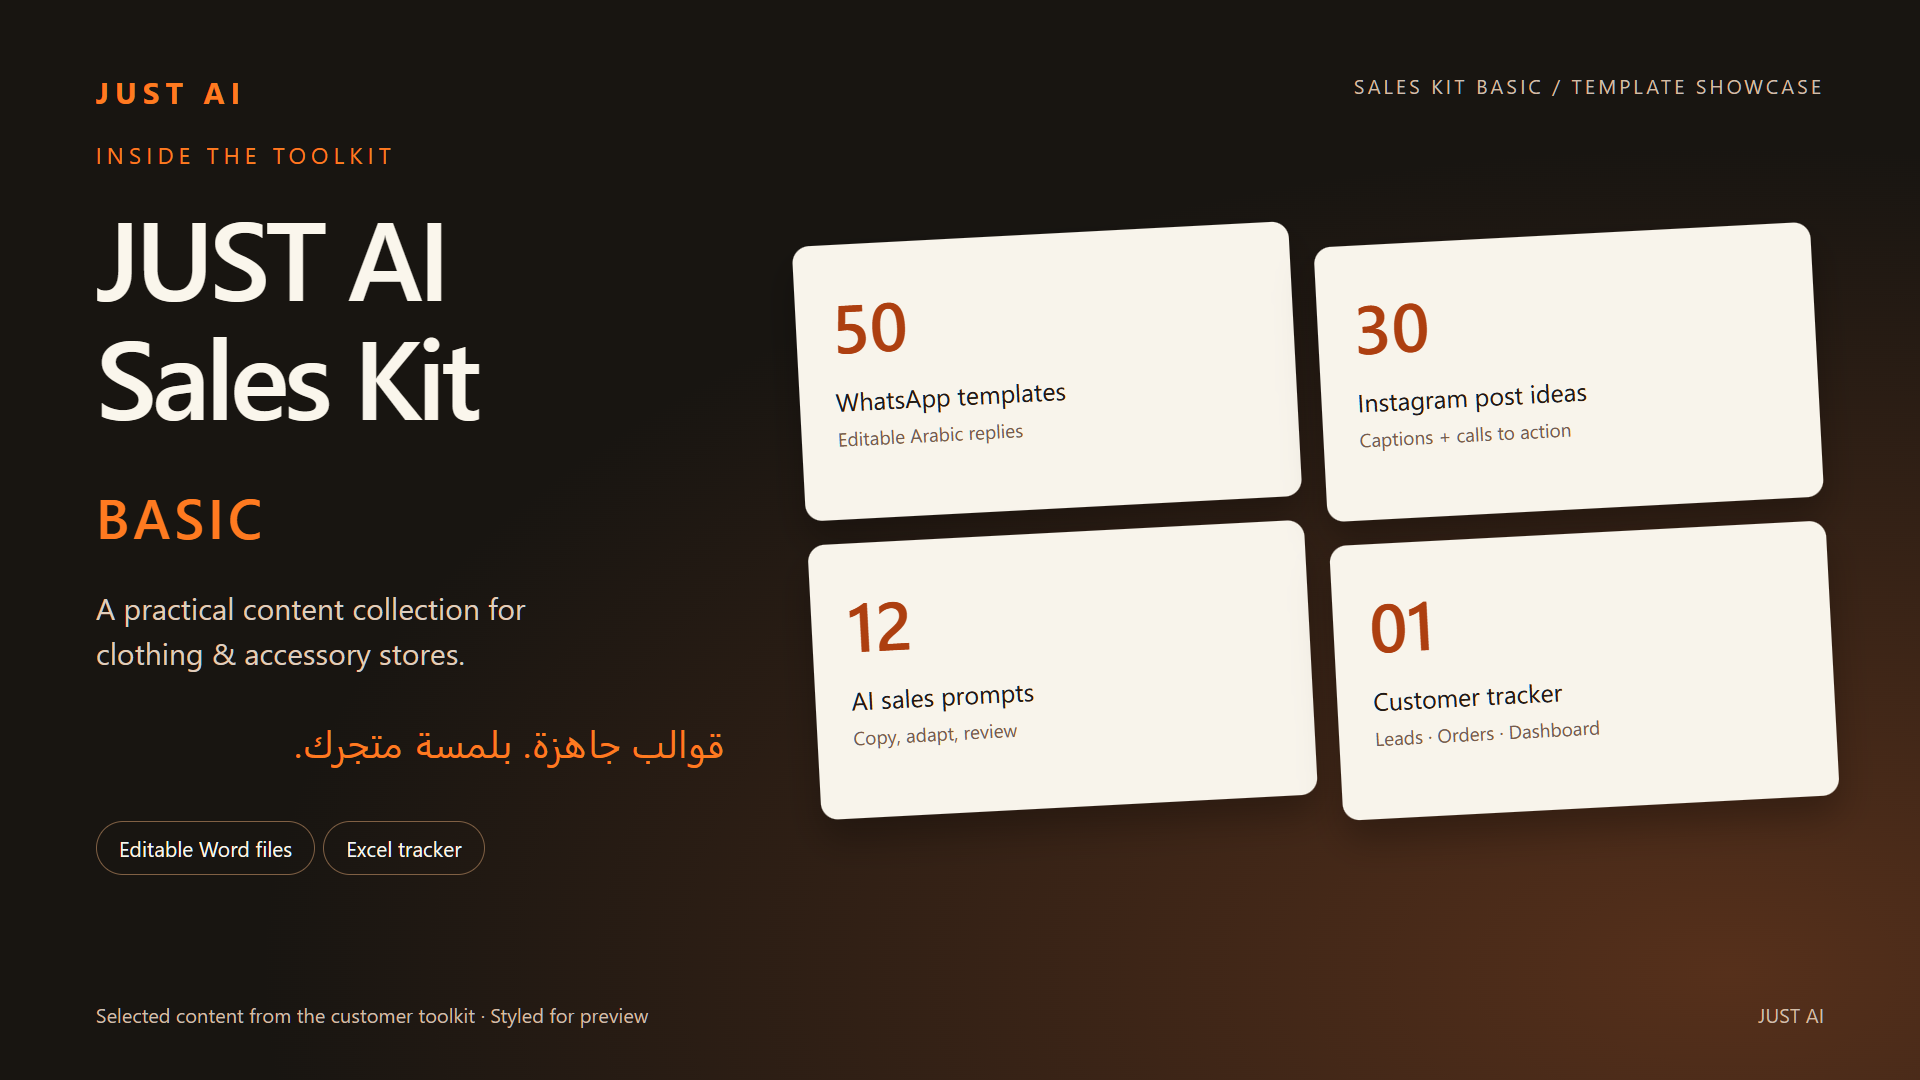 JUST AI
SALES KIT BASIC / TEMPLATE SHOWCASE
INSIDE THE TOOLKIT
JUST AI
Sales Kit
BASIC
A practical content collection for
clothing & accessory stores.
قوالب جاهزة. بلمسة متجرك.
Editable Word files
Excel tracker
50
WhatsApp templates
Editable Arabic replies
30
Instagram post ideas
Captions + calls to action
12
AI sales prompts
Copy, adapt, review
01
Customer tracker
Leads · Orders · Dashboard
Selected content from the customer toolkit · Styled for preview
JUST AI